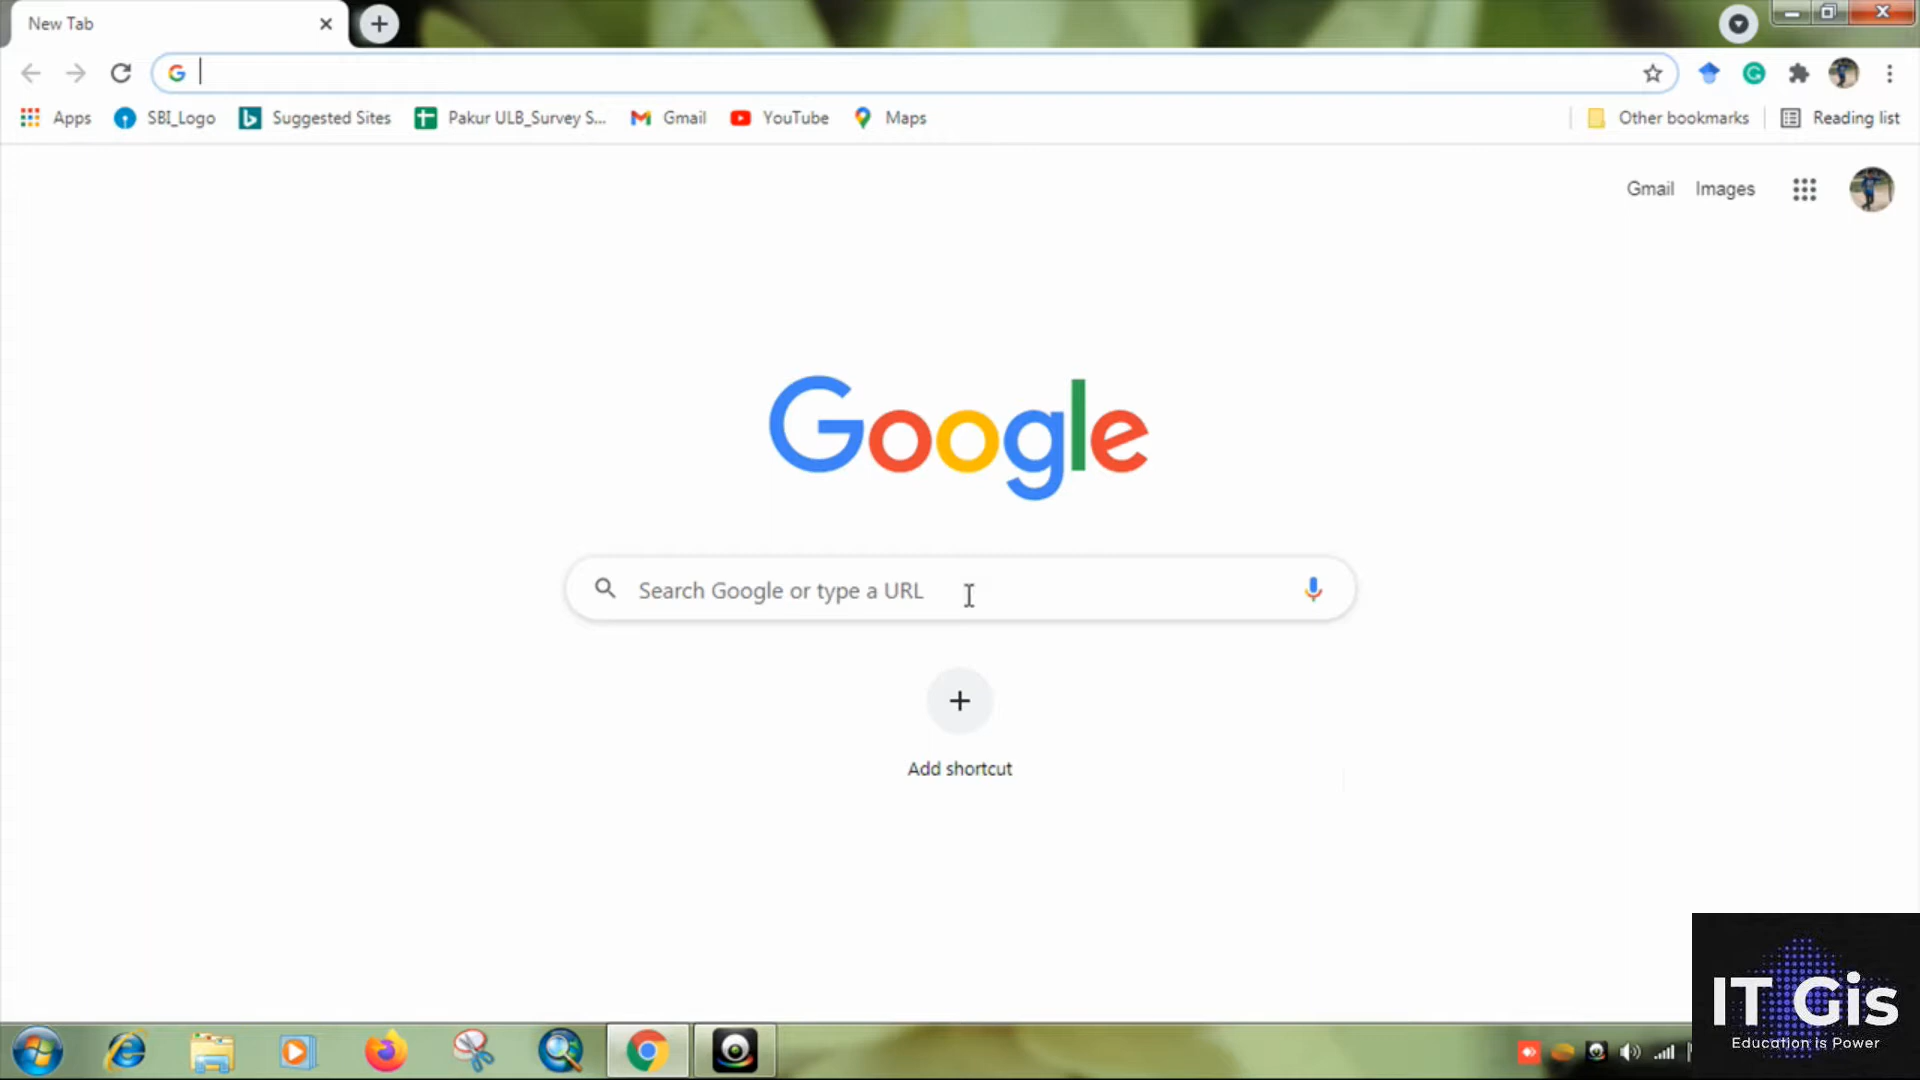 New Tab
Apps
SBI_Logo
Suggested Sites
Pakur ULB_Survey S...
Gmail
YouTube
Maps
Other bookmarks
Reading list
Gmail
Images
Google
Search Google or type a URL
Add shortcut
IT Gis
Education is Power